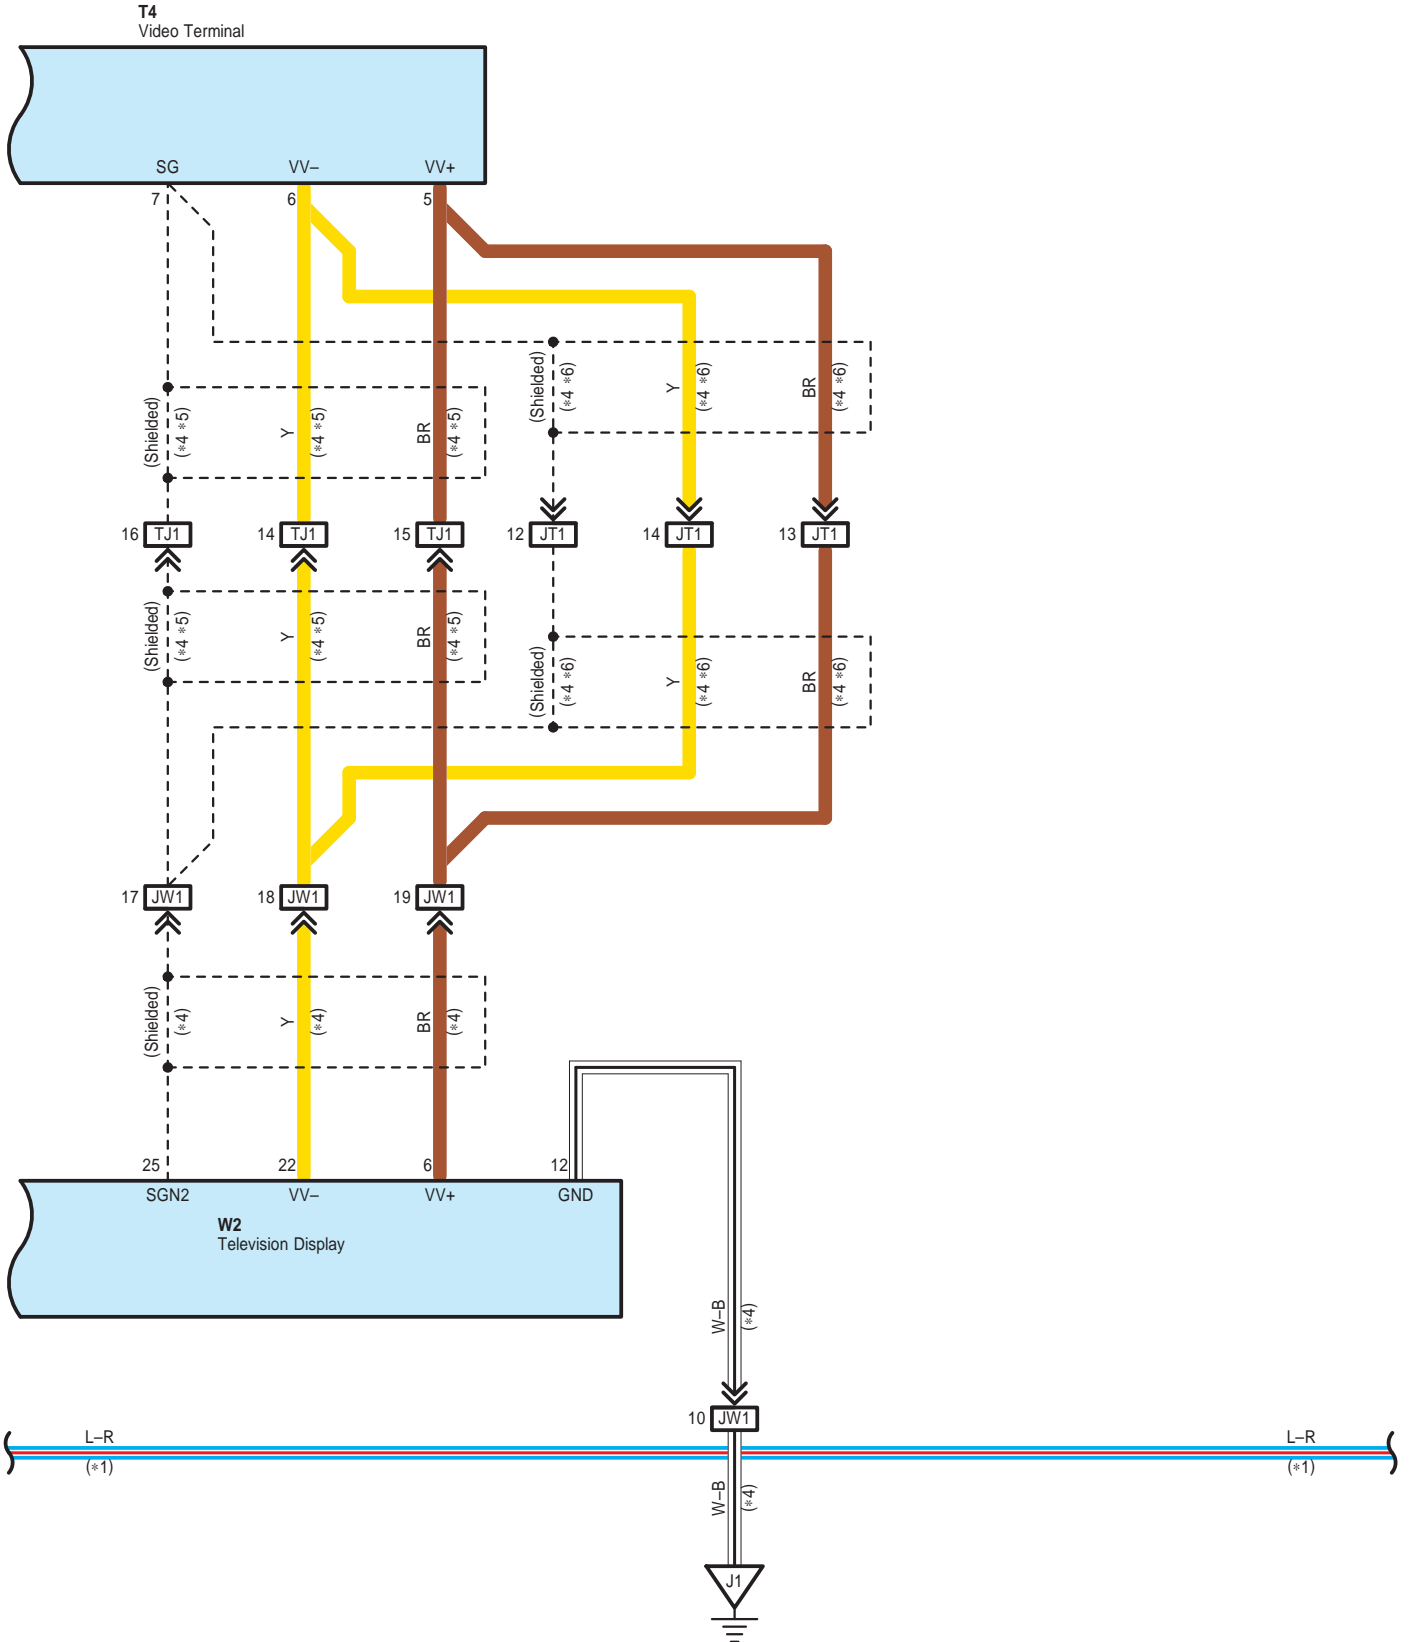 T4
Video Terminal
SG VV– VV+
7 6 5
(Shielded) (*4 *6) Y (*4 *6) BR (*4 *6)
(Shielded) (*4 *5) Y (*4 *5) BR (*4 *5)
16 TJ1 14 TJ1 15 TJ1 12 JT1 14 JT1 13 JT1
(Shielded) (*4 *5) Y (*4 *5) BR (*4 *5)
(Shielded) (*4 *6) Y (*4 *6) BR (*4 *6)
17 JW1 18 JW1 19 JW1
(Shielded) (*4) Y (*4) BR (*4)
25 22 6 12
SGN2 VV– VV+ GND
W2
Television Display
W–B (*4)
10 JW1
L–R L–R
(*1) (*1)
W–B (*4)
J1